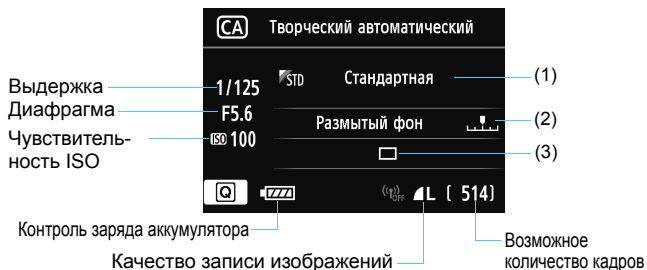 CA Творческий автоматический
STD Стандартная (1)
Выдержка 1/125
Диафрагма F5.6
Размытый фон (2)
Чувствитель-
ность ISO
ISO 100
(3)
Q OFF L [ 514]
Контроль заряда аккумулятора
Качество записи изображений
Возможное
количество кадров